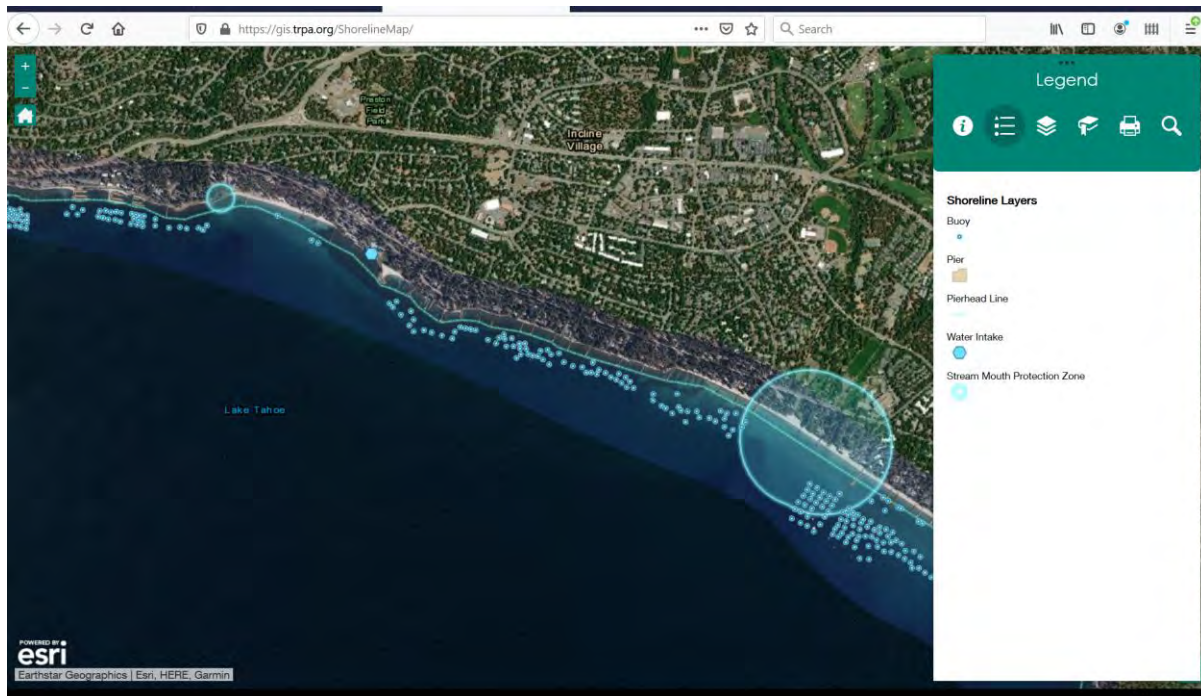 https://gis.trpa.org/ShorelineMap/
Search
+
−
Preston
Field
Park
Incline
Village
Lake Tahoe
POWERED BY
esri
Earthstar Geographics | Esri, HERE, Garmin
Legend
Shoreline Layers
Buoy
Pier
Pierhead Line
Water Intake
Stream Mouth Protection Zone